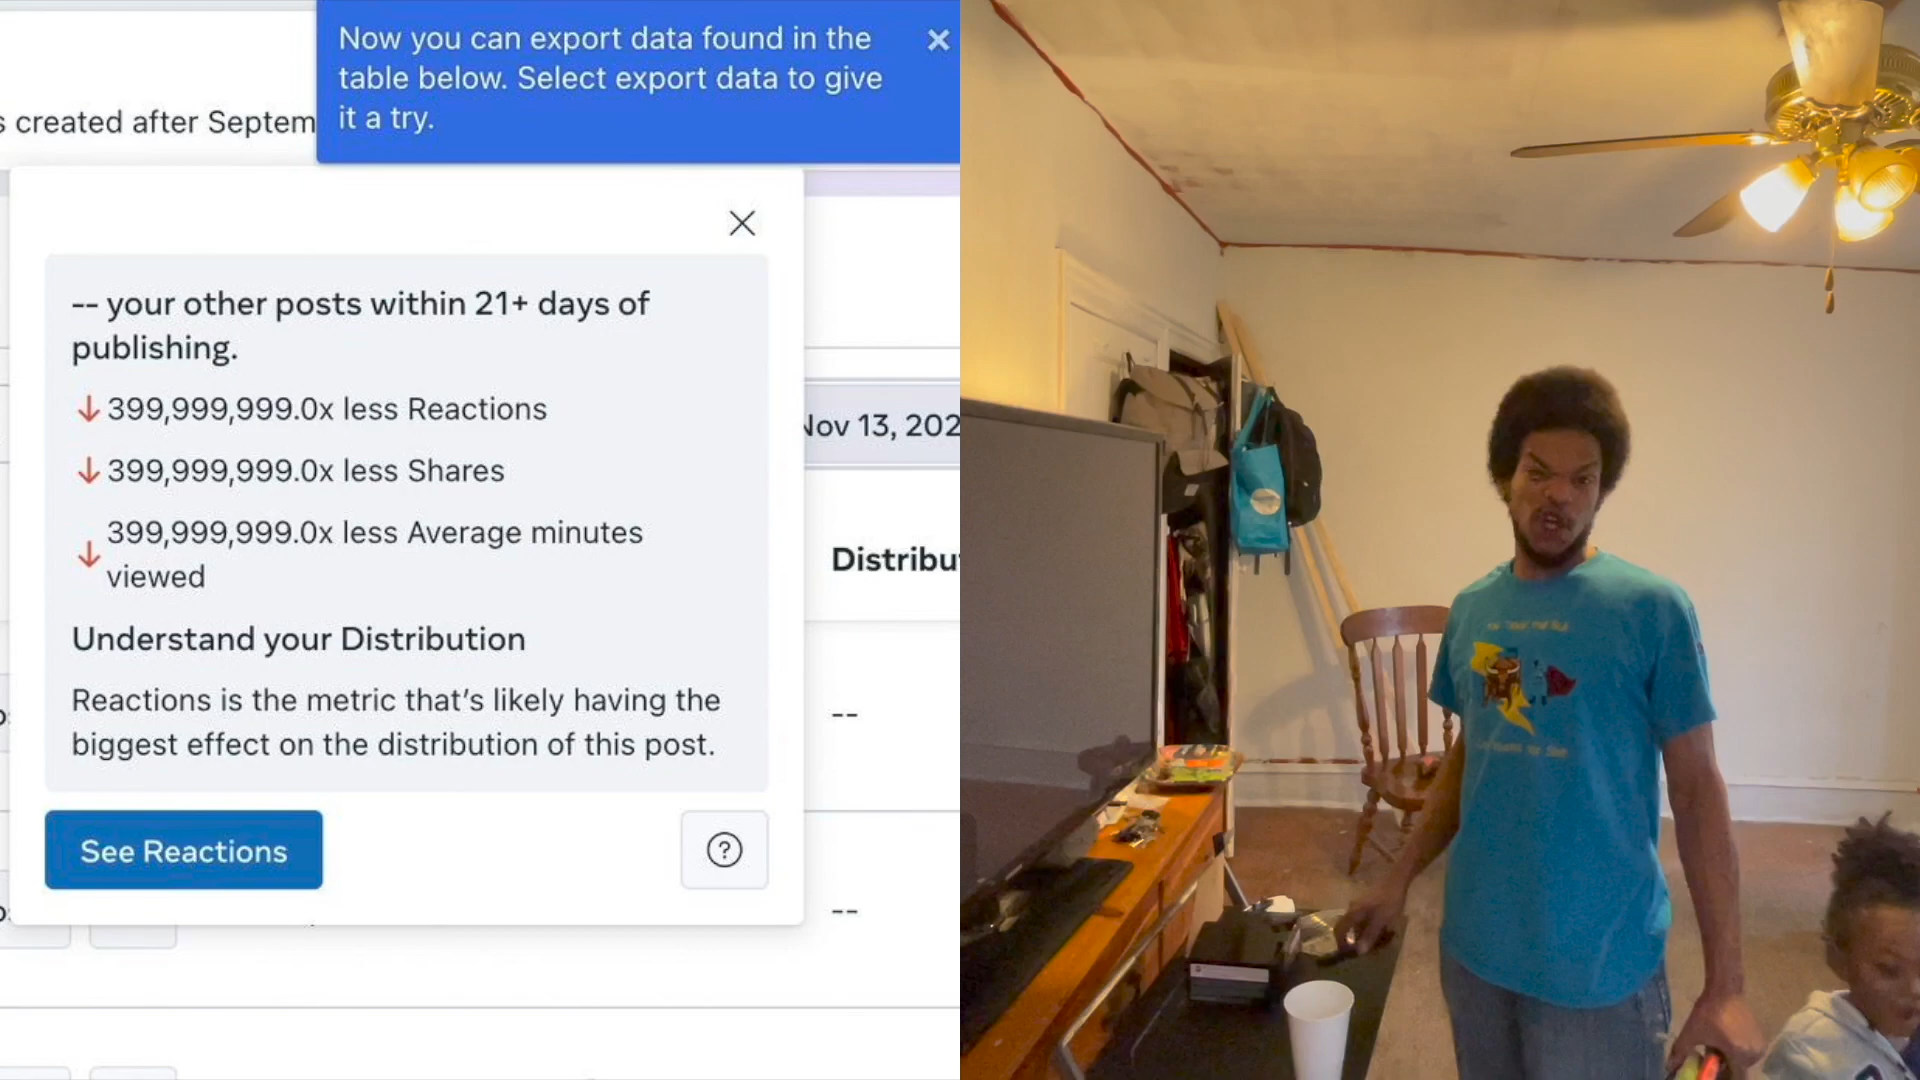 Now you can export data found in the
table below. Select export data to give
it a try.
s created after Septem
-- your other posts within 21+ days of
publishing.
399,999,999.0x less Reactions
399,999,999.0x less Shares
399,999,999.0x less Average minutes
viewed
Understand your Distribution
Reactions is the metric that's likely having the
biggest effect on the distribution of this post.
See Reactions
?
Nov 13, 202
Distribu
--
--